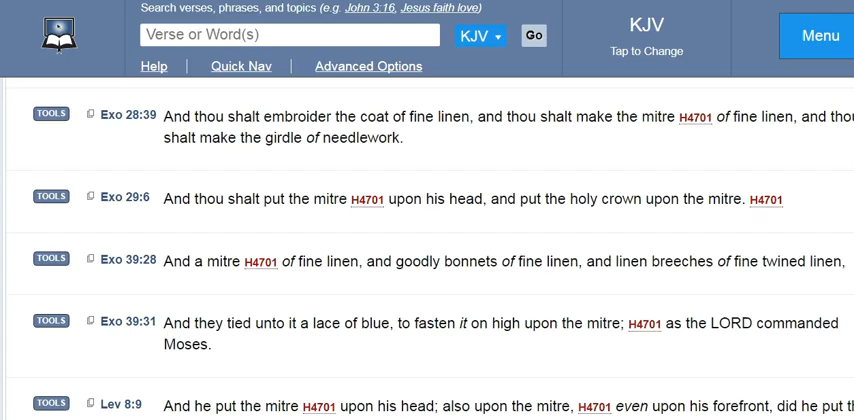 Search verses, phrases, and topics (e.g. John 3:16, Jesus faith love)
Verse or Word(s) KJV Go
KJV
Tap to Change
Menu
Help Quick Nav Advanced Options
TOOLS Exo 28:39 And thou shalt embroider the coat of fine linen, and thou shalt make the mitre H4701 of fine linen, and thou
shalt make the girdle of needlework.
TOOLS Exo 29:6 And thou shalt put the mitre H4701 upon his head, and put the holy crown upon the mitre. H4701
TOOLS Exo 39:28 And a mitre H4701 of fine linen, and goodly bonnets of fine linen, and linen breeches of fine twined linen,
TOOLS Exo 39:31 And they tied unto it a lace of blue, to fasten it on high upon the mitre; H4701 as the LORD commanded
Moses.
TOOLS Lev 8:9 And he put the mitre H4701 upon his head; also upon the mitre, H4701 even upon his forefront, did he put